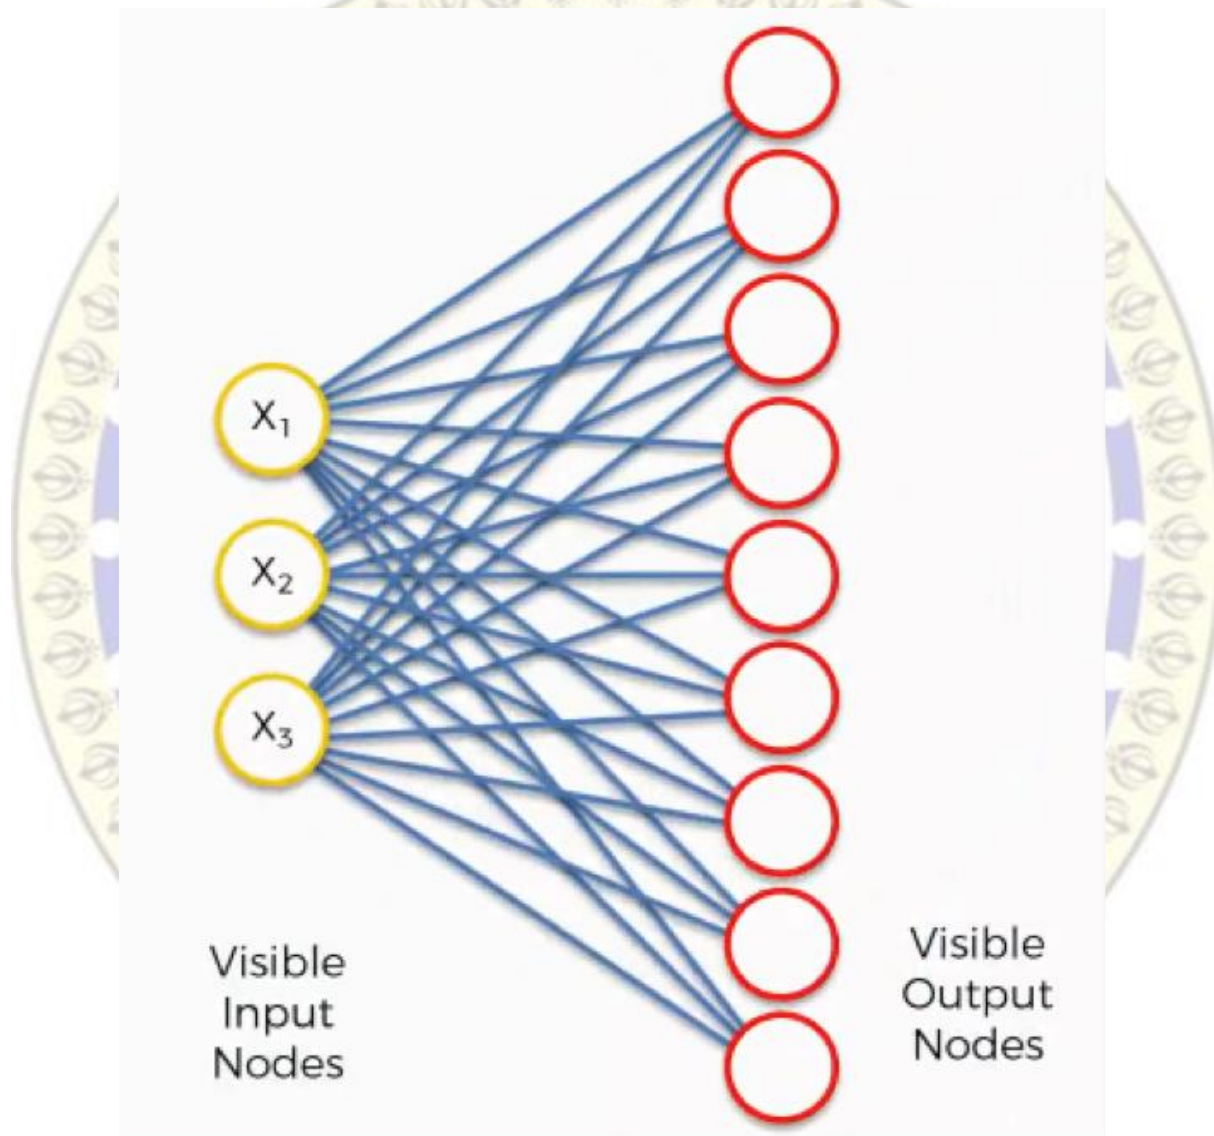 X₁
X₂
X₃
Visible
Input
Nodes
Visible
Output
Nodes